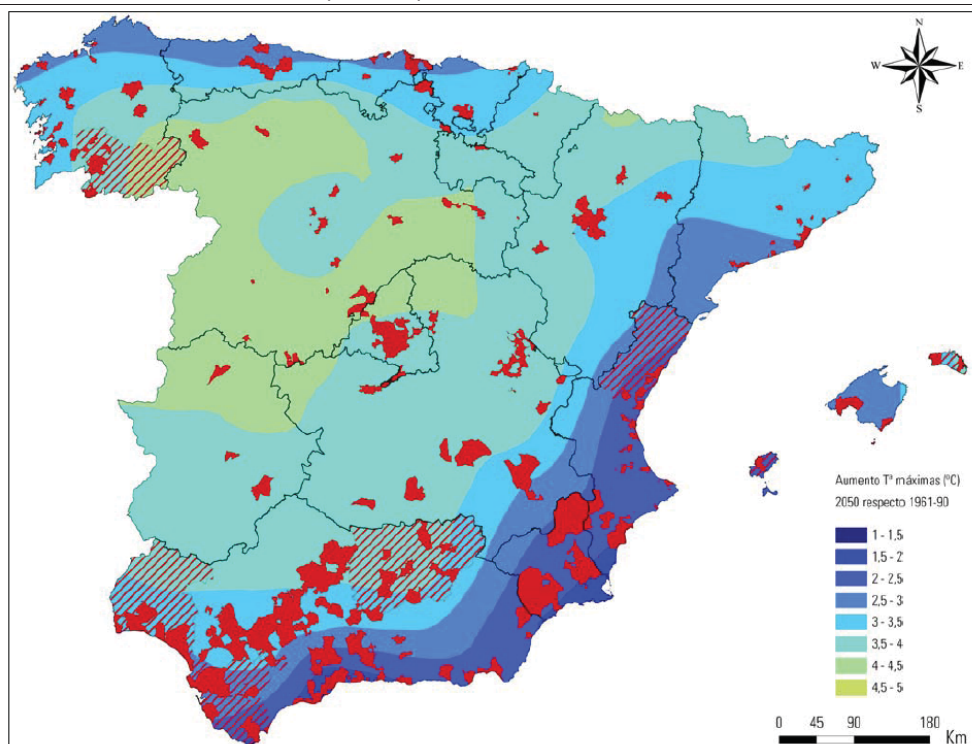 N
W E
S
Aumento Tª máximas (ºC)
2050 respecto 1961-90
1 - 1,5
1,5 - 2
2 - 2,5
2,5 - 3
3 - 3,5
3,5 - 4
4 - 4,5
4,5 - 5
0 45 90 180
Km